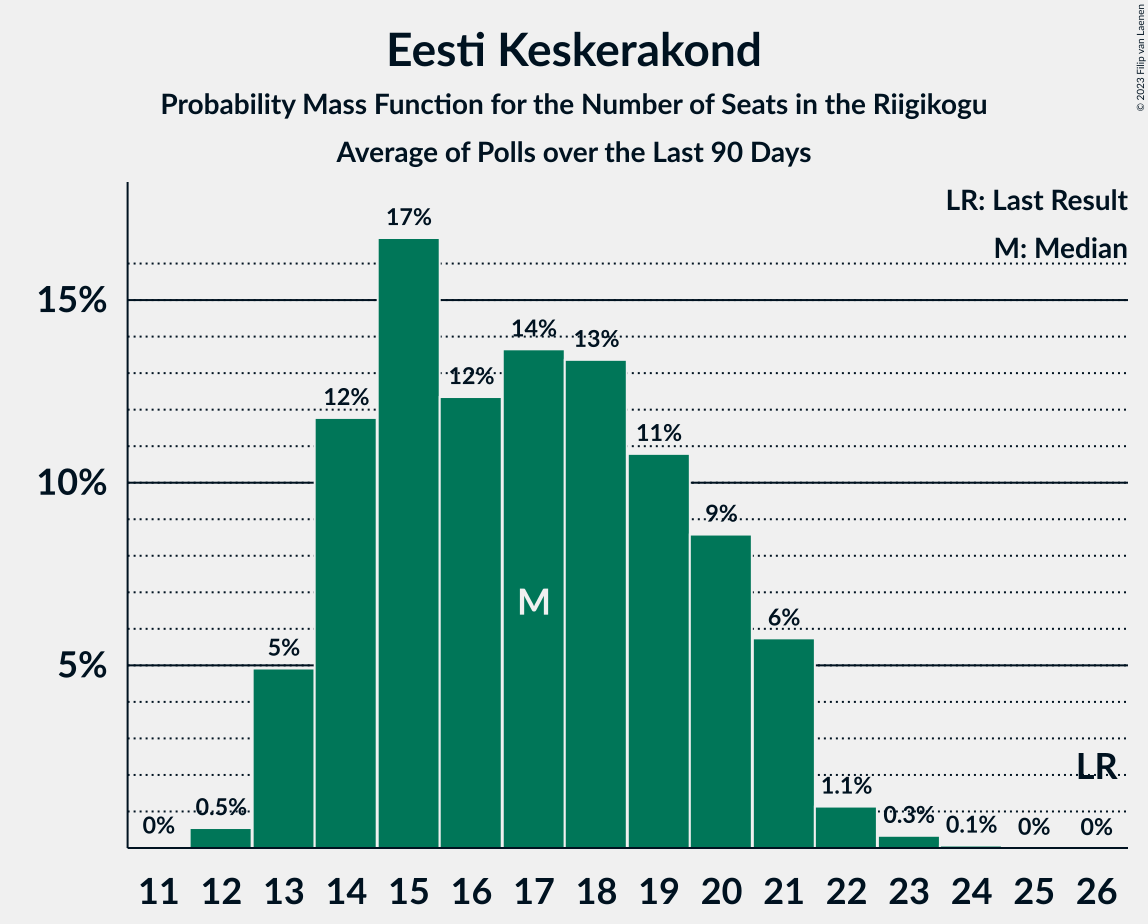 Eesti Keskerakond
Probability Mass Function for the Number of Seats in the Riigikogu
Average of Polls over the Last 90 Days
© 2023 Filip van Laenen
LR: Last Result
M: Median
15%
10%
5%
0%
0.5%
5%
12%
17%
12%
14%
13%
11%
9%
6%
1.1%
0.3%
0.1%
0%
0%
M
LR
11 12 13 14 15 16 17 18 19 20 21 22 23 24 25 26